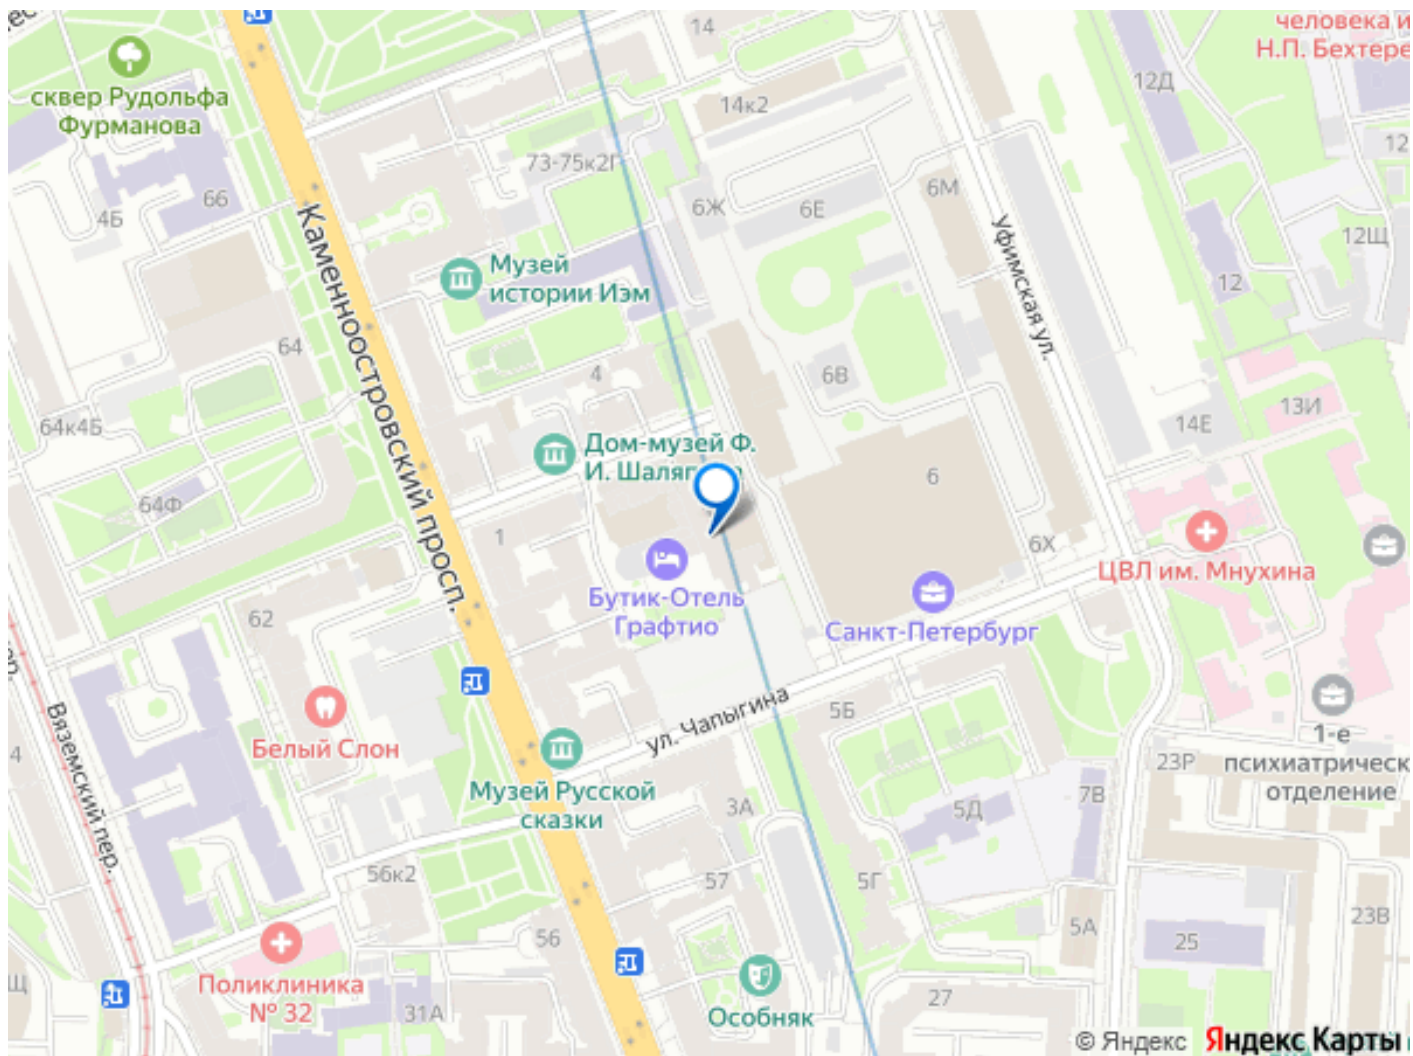 человека и
Н.П. Бехтере
14
12Д
сквер Рудольфа
Фурманова
14к2
12
73-75к2Г
6М
66
4Б
6Ж
6Е
12Щ
Каменноостровский просп.
Уфимская ул.
Музей
истории Иэм
12
64
4
6В
13И
64к4Б
14Е
Дом-музей Ф.
И. Шаляп
6
64Ф
1
6Х
ЦВЛ им. Мнухина
Бутик-Отель
Графтио
62
Санкт-Петербург
ул. Чапыгина
5Б
Вяземский пер.
Белый Слон
1-е
психиатрическ
отделение
23Р
4
Музей Русской
сказки
3А
5Д
7В
56к2
57
5Г
23В
5А
56
25
Поликлиника
№ 32
Щ
31А
27
Особняк
© Яндекс Яндекс Карты